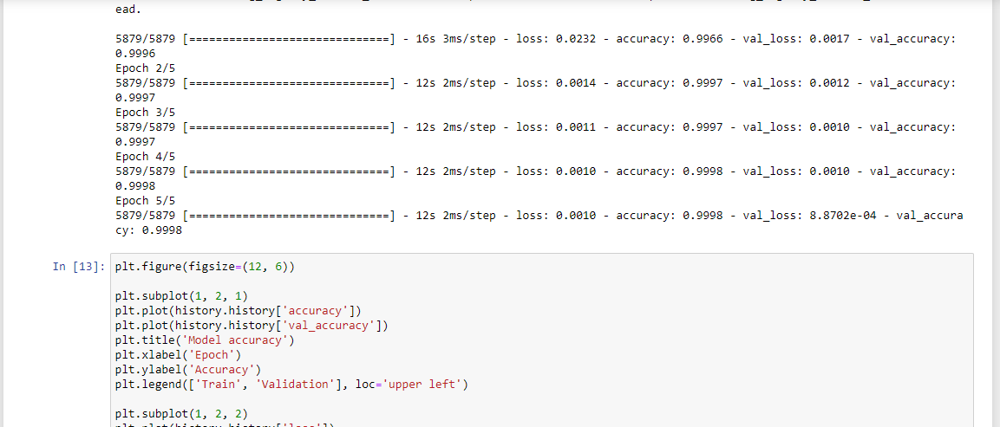 ead.
5879/5879 [==============================] - 16s 3ms/step - loss: 0.0232 - accuracy: 0.9966 - val_loss: 0.0017 - val_accuracy:
0.9996
Epoch 2/5
5879/5879 [==============================] - 12s 2ms/step - loss: 0.0014 - accuracy: 0.9997 - val_loss: 0.0012 - val_accuracy:
0.9997
Epoch 3/5
5879/5879 [==============================] - 12s 2ms/step - loss: 0.0011 - accuracy: 0.9997 - val_loss: 0.0010 - val_accuracy:
0.9997
Epoch 4/5
5879/5879 [==============================] - 12s 2ms/step - loss: 0.0010 - accuracy: 0.9998 - val_loss: 0.0010 - val_accuracy:
0.9998
Epoch 5/5
5879/5879 [==============================] - 12s 2ms/step - loss: 0.0010 - accuracy: 0.9998 - val_loss: 8.8702e-04 - val_accura
cy: 0.9998
In [13]: plt.figure(figsize=(12, 6))
plt.subplot(1, 2, 1)
plt.plot(history.history['accuracy'])
plt.plot(history.history['val_accuracy'])
plt.title('Model accuracy')
plt.xlabel('Epoch')
plt.ylabel('Accuracy')
plt.legend(['Train', 'Validation'], loc='upper left')
plt.subplot(1, 2, 2)
plt.plot(history.history['loss'])